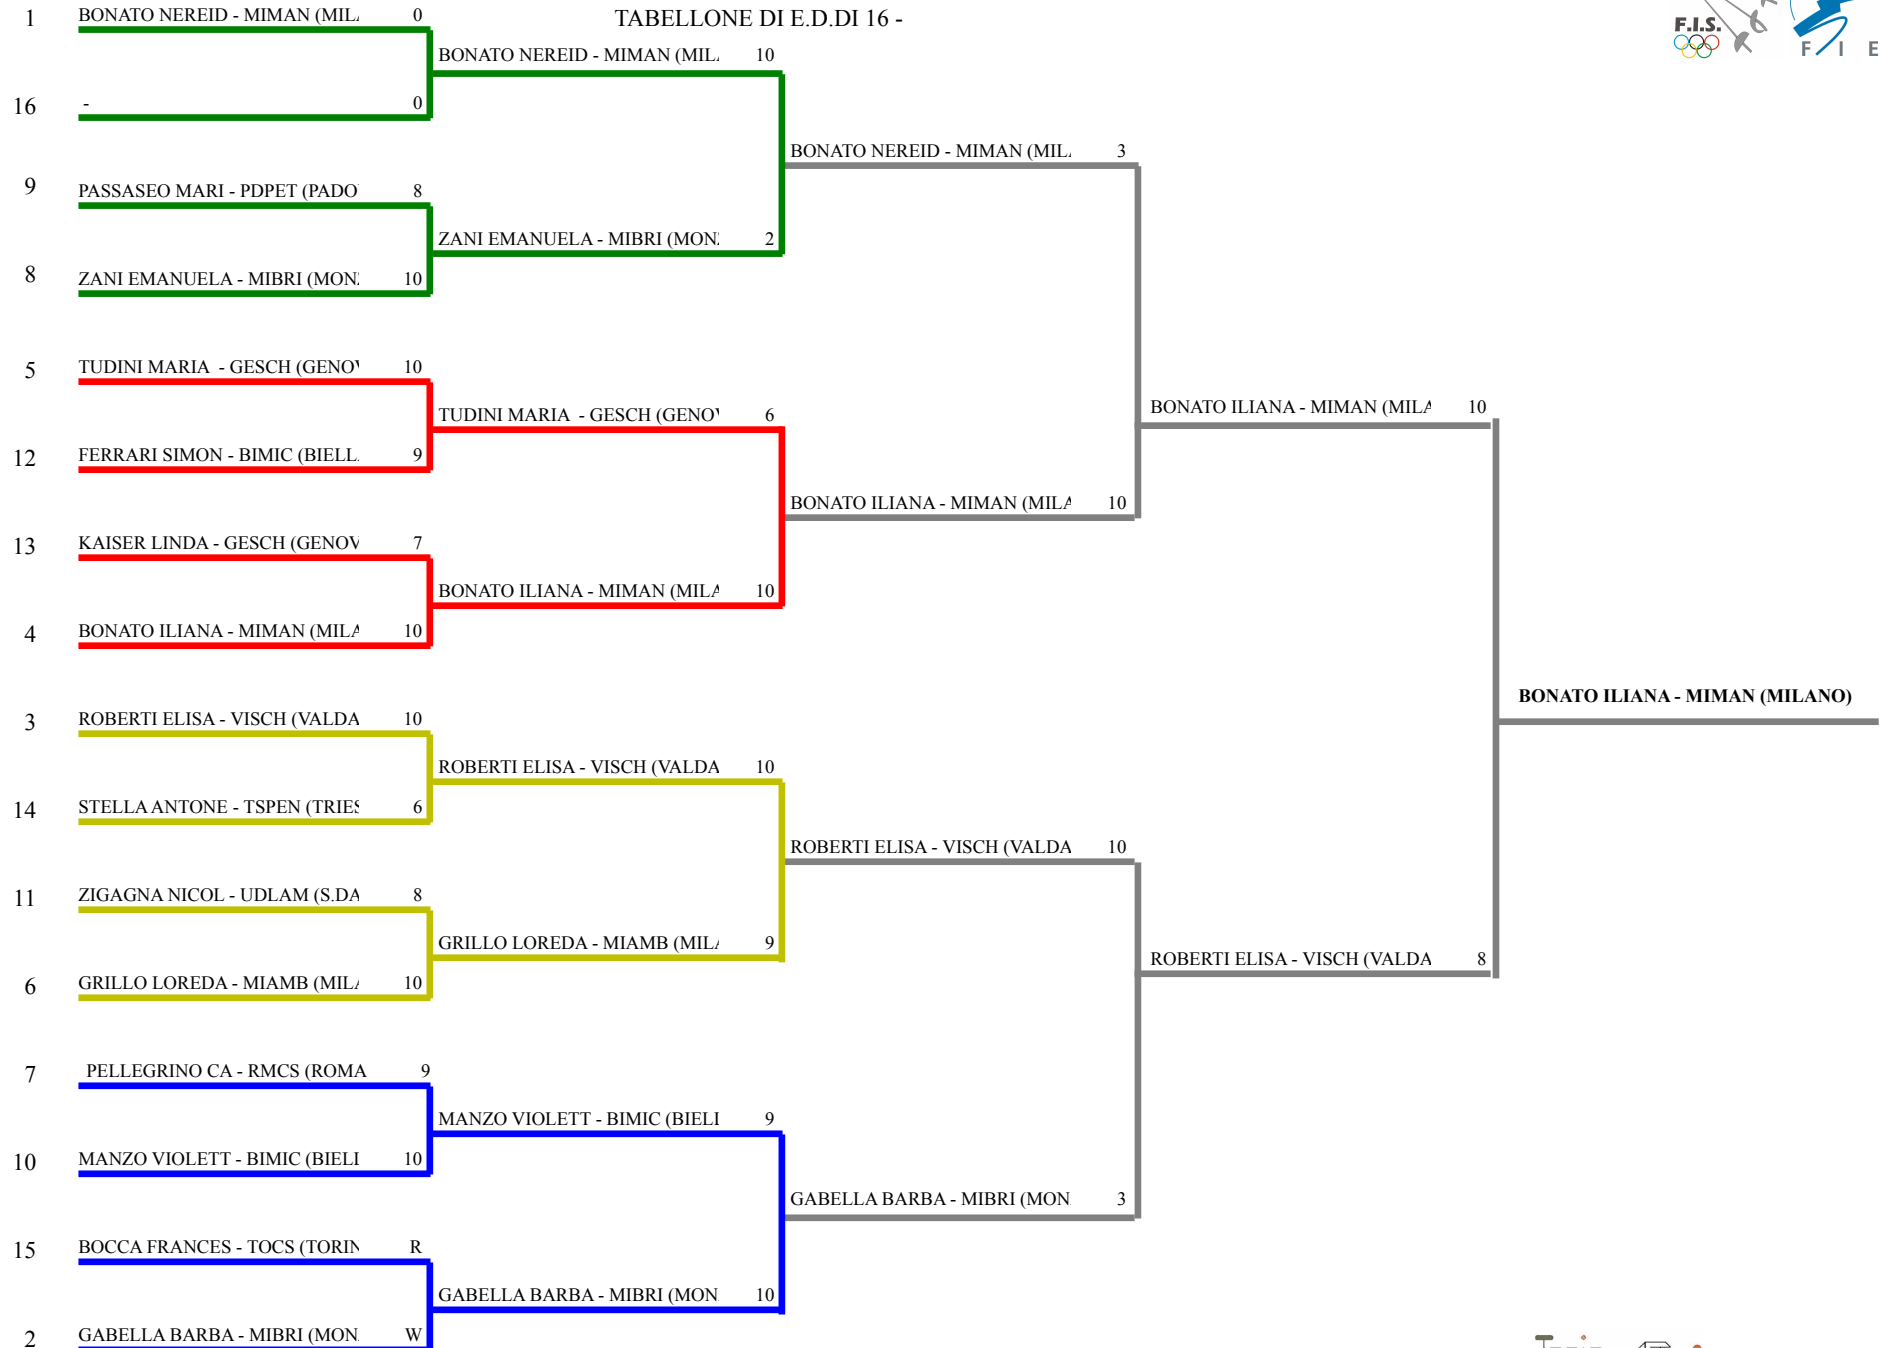 TABELLONE DI E.D.DI 16 -
F.I.S.
F I E
1 BONATO NEREID - MIMAN (MIL 0
BONATO NEREID - MIMAN (MIL 10
16 - 0
BONATO NEREID - MIMAN (MIL 3
9 PASSASEO MARI - PDPET (PADO 8
ZANI EMANUELA - MIBRI (MON 2
8 ZANI EMANUELA - MIBRI (MON 10
5 TUDINI MARIA - GESCH (GENO 10
TUDINI MARIA - GESCH (GENO 6
BONATO ILIANA - MIMAN (MILA 10
12 FERRARI SIMON - BIMIC (BIELL 9
BONATO ILIANA - MIMAN (MILA 10
13 KAISER LINDA - GESCH (GENOV 7
BONATO ILIANA - MIMAN (MILA 10
4 BONATO ILIANA - MIMAN (MILA 10
BONATO ILIANA - MIMAN (MILANO)
3 ROBERTI ELISA - VISCH (VALDA 10
ROBERTI ELISA - VISCH (VALDA 10
14 STELLA ANTONE - TSPEN (TRIES 6
ROBERTI ELISA - VISCH (VALDA 10
11 ZIGAGNA NICOL - UDLAM (S.DA 8
GRILLO LOREDA - MIAMB (MIL 9
ROBERTI ELISA - VISCH (VALDA 8
6 GRILLO LOREDA - MIAMB (MIL 10
7 PELLEGRINO CA - RMCS (ROMA 9
MANZO VIOLETT - BIMIC (BIEL 9
10 MANZO VIOLETT - BIMIC (BIEL 10
GABELLA BARBA - MIBRI (MON 3
15 BOCCA FRANCES - TOCS (TORIN R
GABELLA BARBA - MIBRI (MON 10
2 GABELLA BARBA - MIBRI (MON W